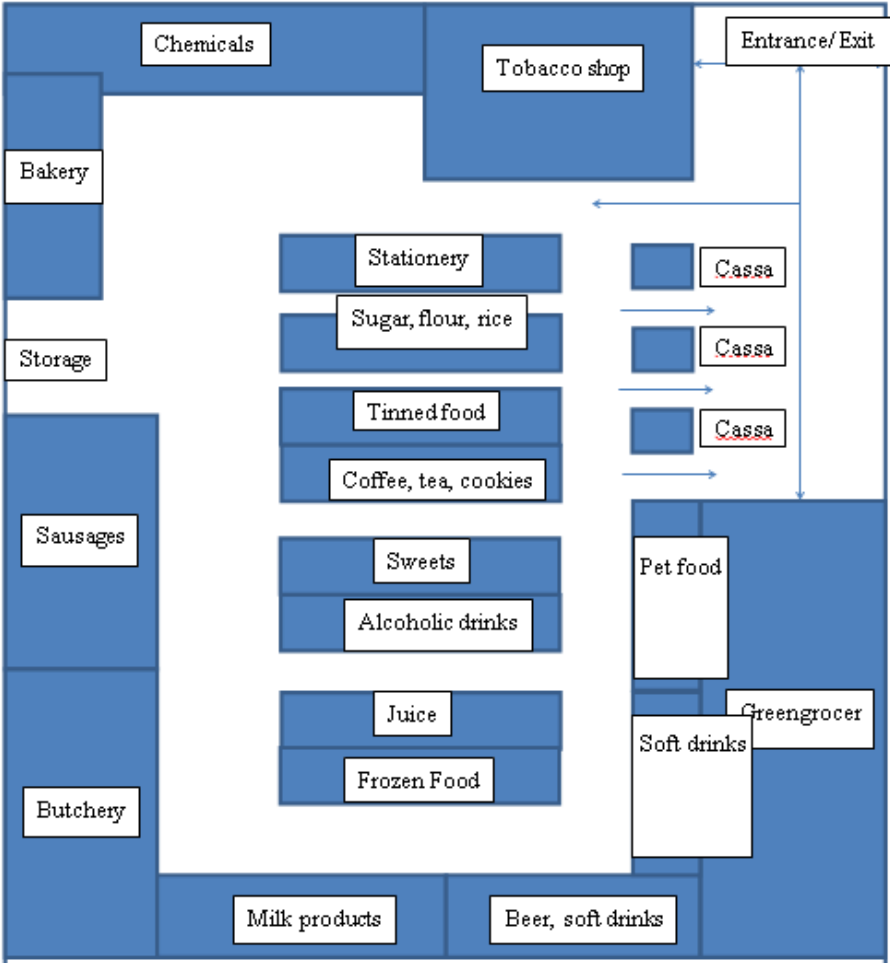 Chemicals
Tobacco shop
Entrance/Exit
Bakery
Stationery
Cassa
Sugar, flour, rice
Storage
Cassa
Tinned food
Cassa
Coffee, tea, cookies
Sausages
Sweets
Pet food
Alcoholic drinks
Juice
Greengrocer
Soft drinks
Frozen Food
Butchery
Milk products
Beer, soft drinks